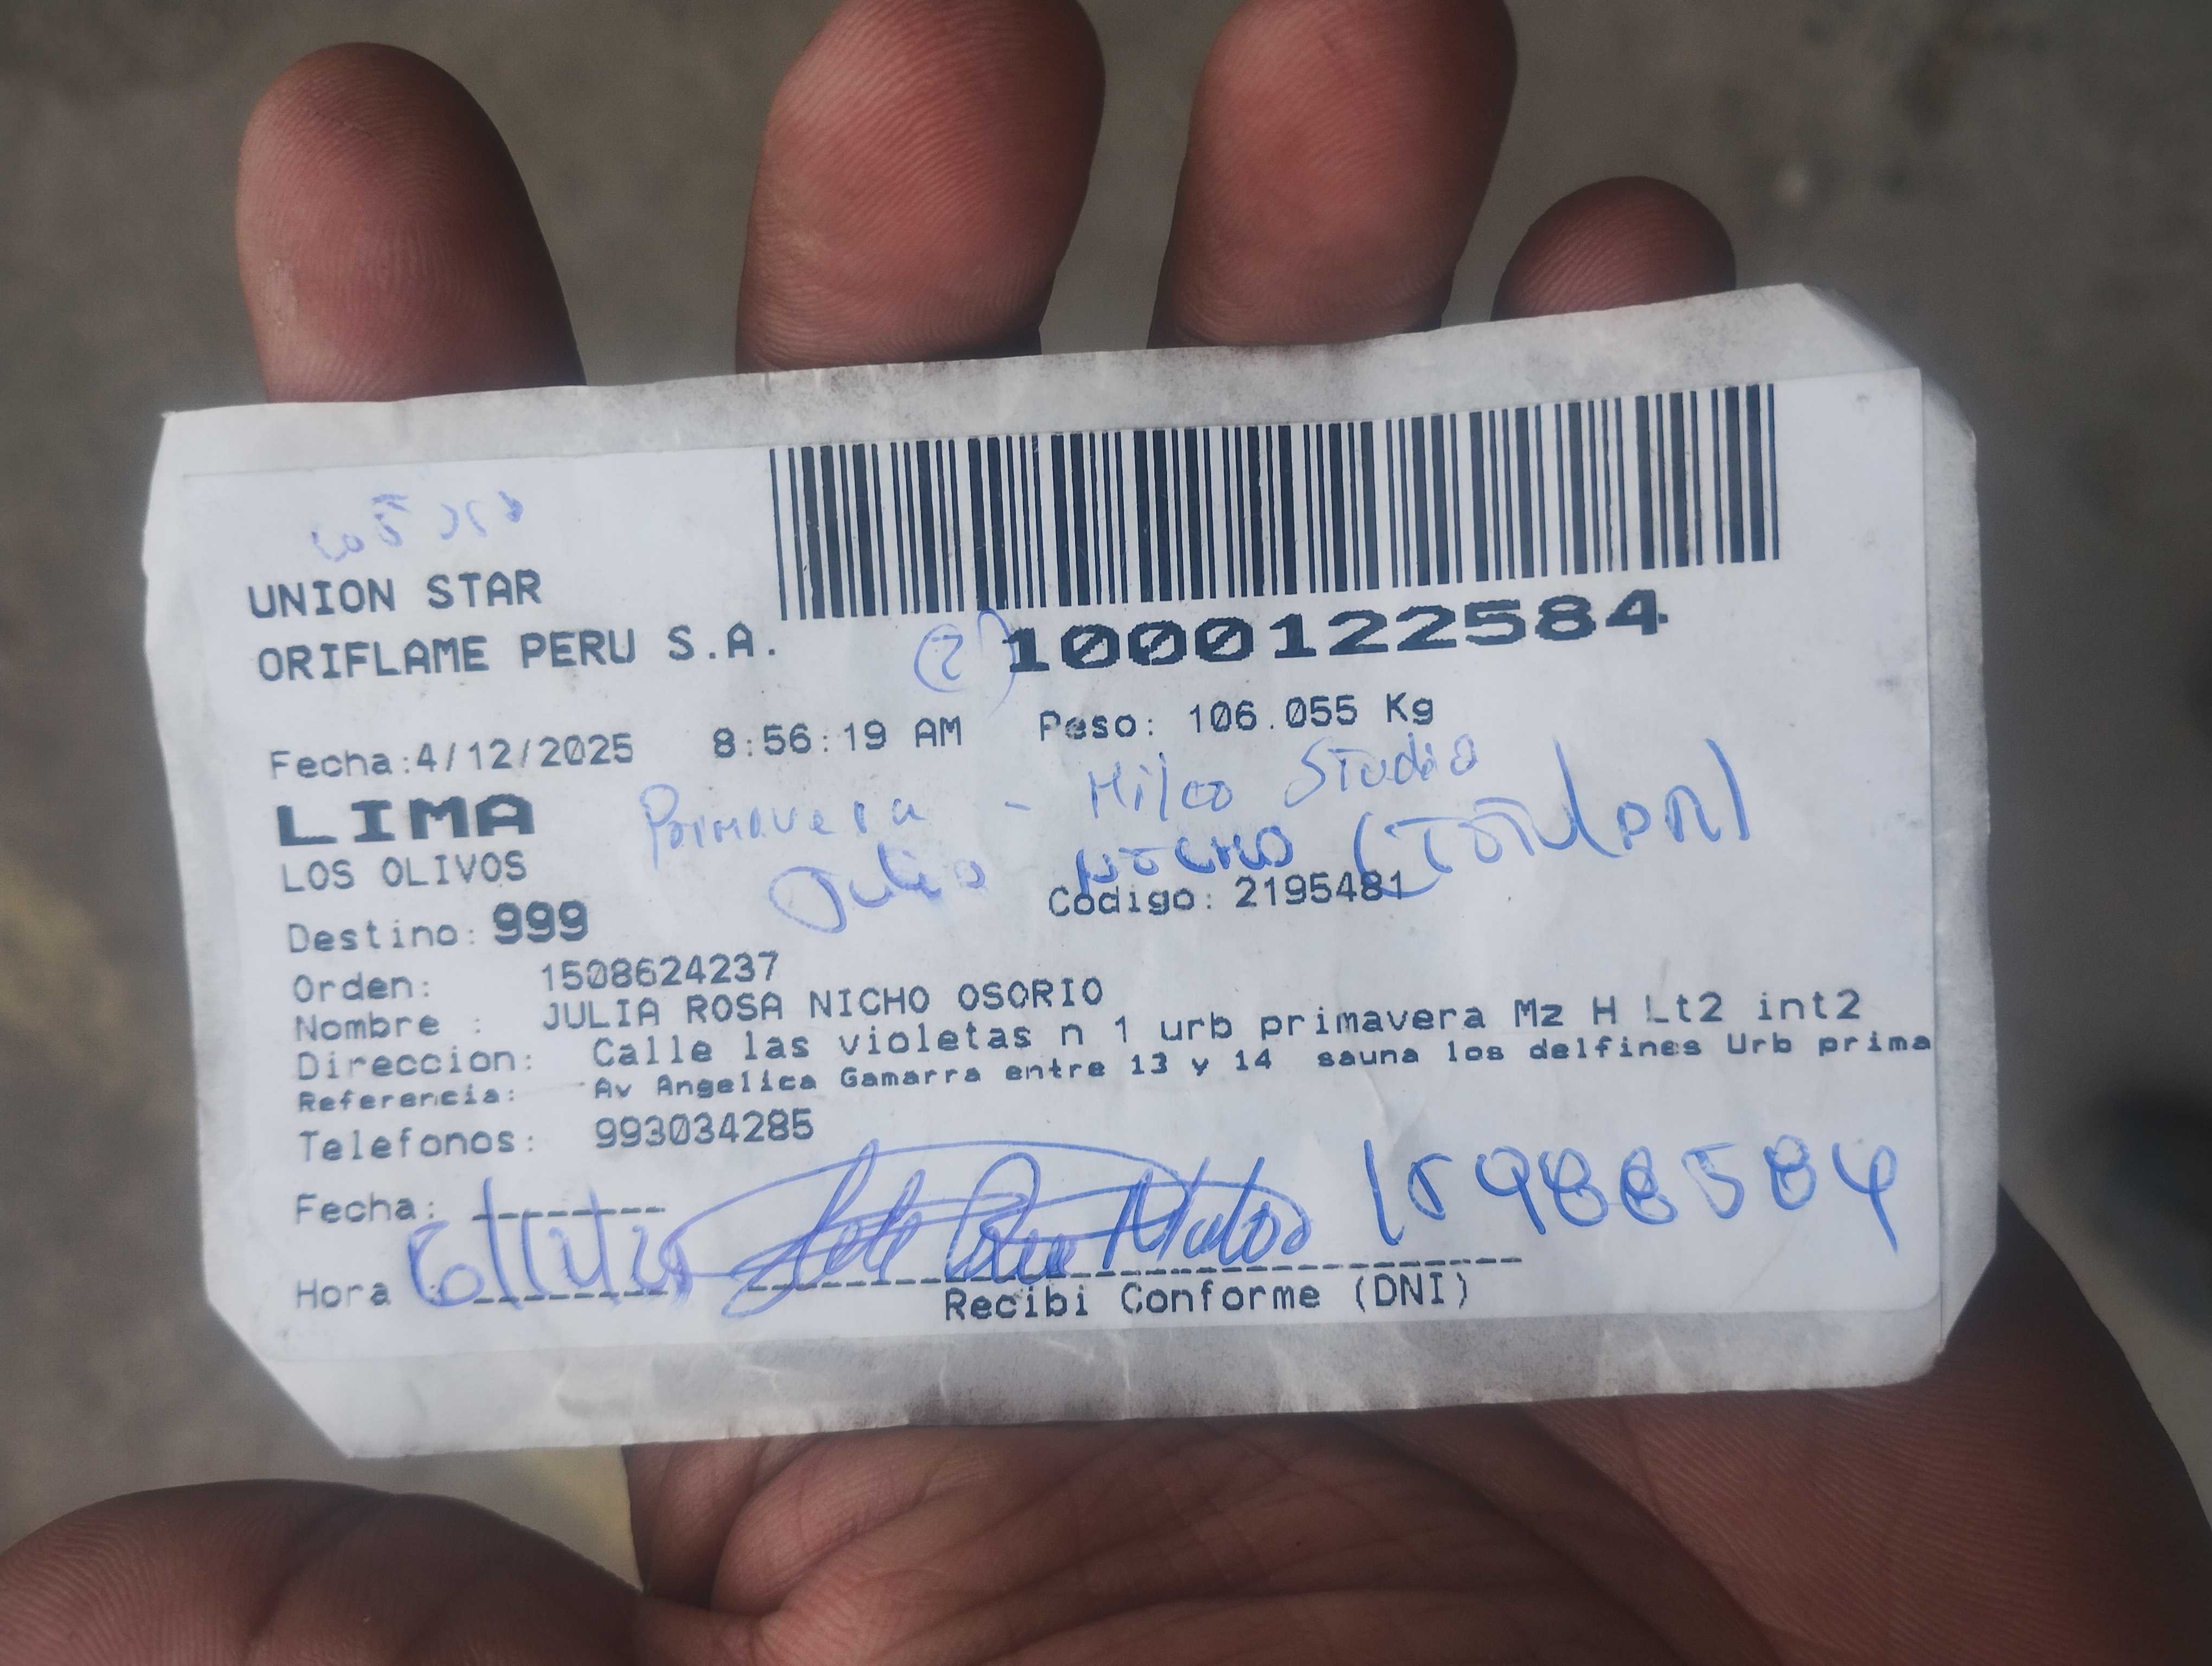 UNION STAR
ORIFLAME PERU S.A.
(2) 1000122584
Fecha:4/12/2025 8:56:19 AM Peso: 106.055 Kg
Primavera - Studio
LIMA
LOS OLIVOS
Codigo: 2195481
Destino: 999
Orden: 1508624237
Nombre : JULIA ROSA NICHO OSORIO
Direccion: Calle las violetas n 1 urb primavera Mz H Lt2 int2
Referencia: Av Angelica Gamarra entre 13 y 14 sauna los delfines Urb prima
Telefonos: 993034285
Fecha:
Hora :
Recibi Conforme (DNI)